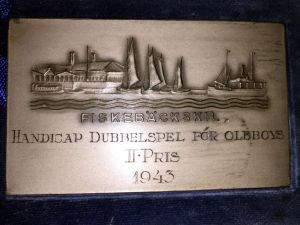 FISKEBÄCKSKIL.
HANDICAP DUBBELSPEL FÖR OLDBOYS
II·PRIS
1943